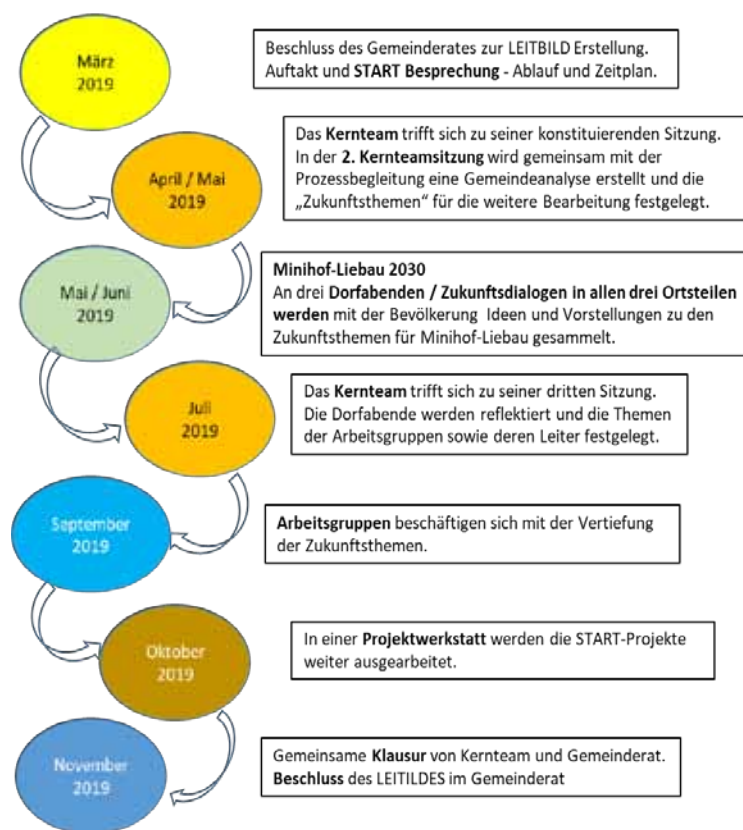 März
2019
Beschluss des Gemeinderates zur LEITBILD Erstellung.
Auftakt und START Besprechung - Ablauf und Zeitplan.
April / Mai
2019
Das Kernteam trifft sich zu seiner konstituierenden Sitzung.
In der 2. Kernteamsitzung wird gemeinsam mit der
Prozessbegleitung eine Gemeindeanalyse erstellt und die
„Zukunftsthemen“ für die weitere Bearbeitung festgelegt.
Mai / Juni
2019
Minihof-Liebau 2030
An drei Dorfabenden / Zukunftsdialogen in allen drei Ortsteilen
werden mit der Bevölkerung Ideen und Vorstellungen zu den
Zukunftsthemen für Minihof-Liebau gesammelt.
Juli
2019
Das Kernteam trifft sich zu seiner dritten Sitzung.
Die Dorfabende werden reflektiert und die Themen
der Arbeitsgruppen sowie deren Leiter festgelegt.
September
2019
Arbeitsgruppen beschäftigen sich mit der Vertiefung
der Zukunftsthemen.
Oktober
2019
In einer Projektwerkstatt werden die START-Projekte
weiter ausgearbeitet.
November
2019
Gemeinsame Klausur von Kernteam und Gemeinderat.
Beschluss des LEITILDES im Gemeinderat